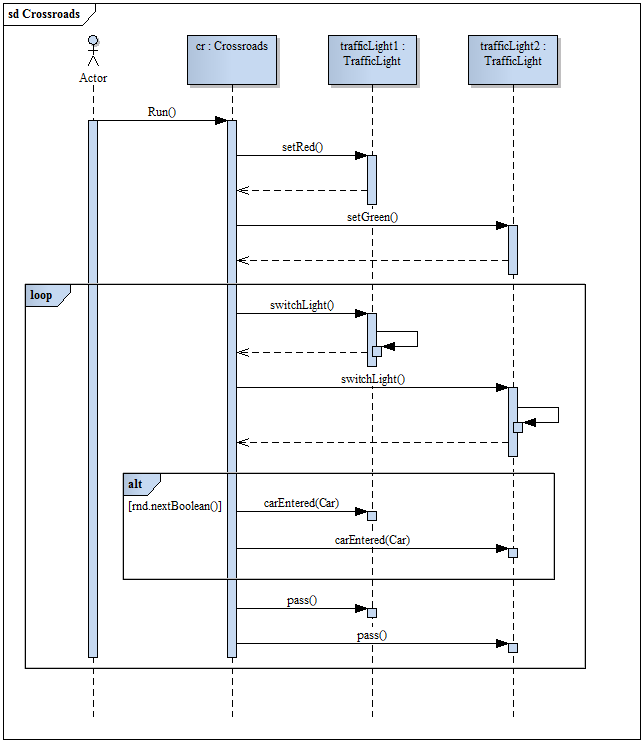 sd Crossroads
Actor
cr : Crossroads
trafficLight1 :
TrafficLight
trafficLight2 :
TrafficLight
Run()
setRed()
setGreen()
loop
switchLight()
switchLight()
alt
[rnd.nextBoolean()]
carEntered(Car)
carEntered(Car)
pass()
pass()